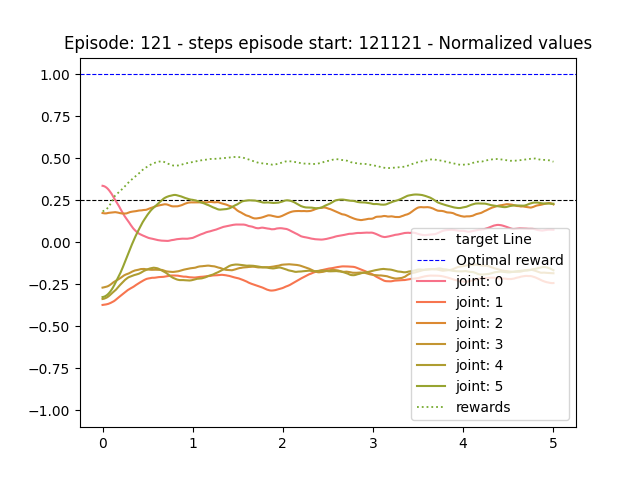 Episode: 121 - steps episode start: 121121 - Normalized values
1.00
0.75
0.50
0.25
0.00
−0.25
−0.50
−0.75
−1.00
target Line
Optimal reward
joint: 0
joint: 1
joint: 2
joint: 3
joint: 4
joint: 5
rewards
0 1 2 3 4 5